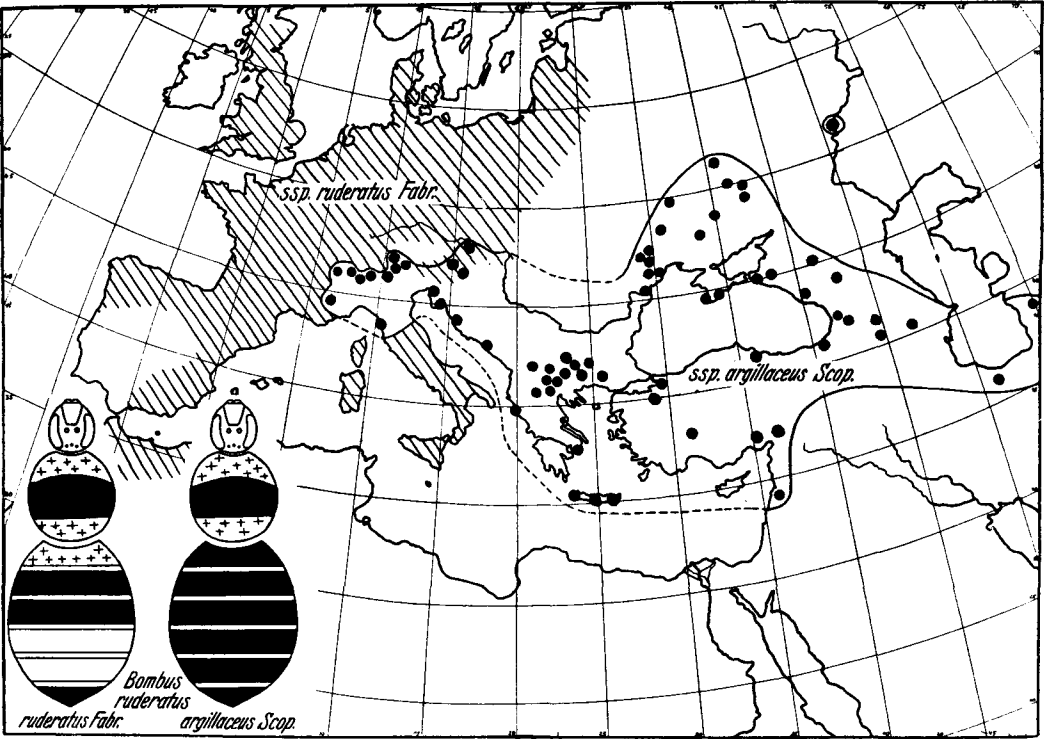 ssp. ruderatus Fabr.
ssp. argillaceus Scop.
Bombus
ruderatus
ruderatus Fabr.
argillaceus Scop.